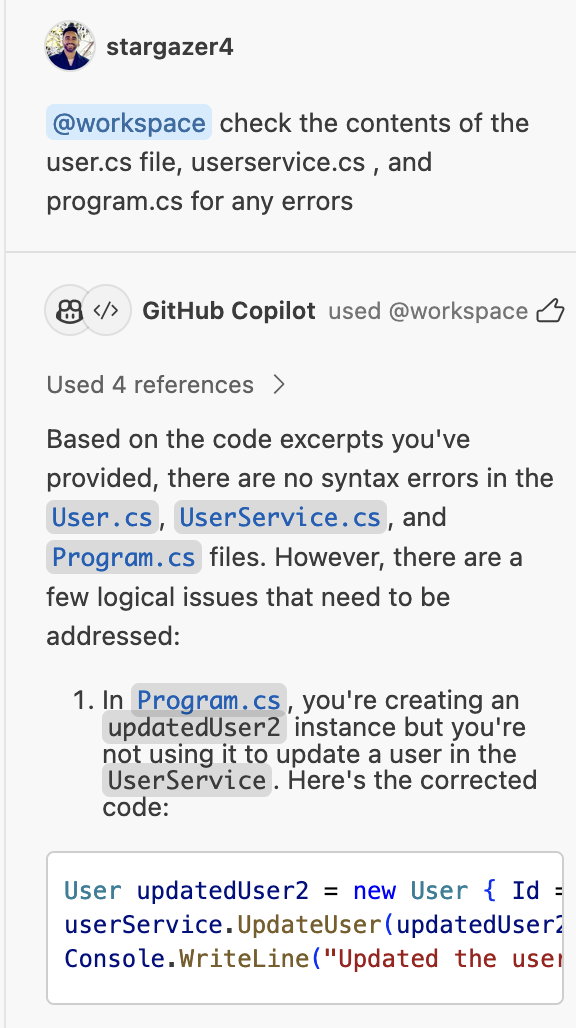 stargazer4
@workspace check the contents of the
user.cs file, userservice.cs , and
program.cs for any errors
</> GitHub Copilot used @workspace
Used 4 references >
Based on the code excerpts you've
provided, there are no syntax errors in the
User.cs, UserService.cs, and
Program.cs files. However, there are a
few logical issues that need to be
addressed:
1. In Program.cs, you're creating an
updatedUser2 instance but you're
not using it to update a user in the
UserService. Here's the corrected
code:
User updatedUser2 = new User { Id =
userService.UpdateUser(updatedUser2
Console.WriteLine("Updated the user